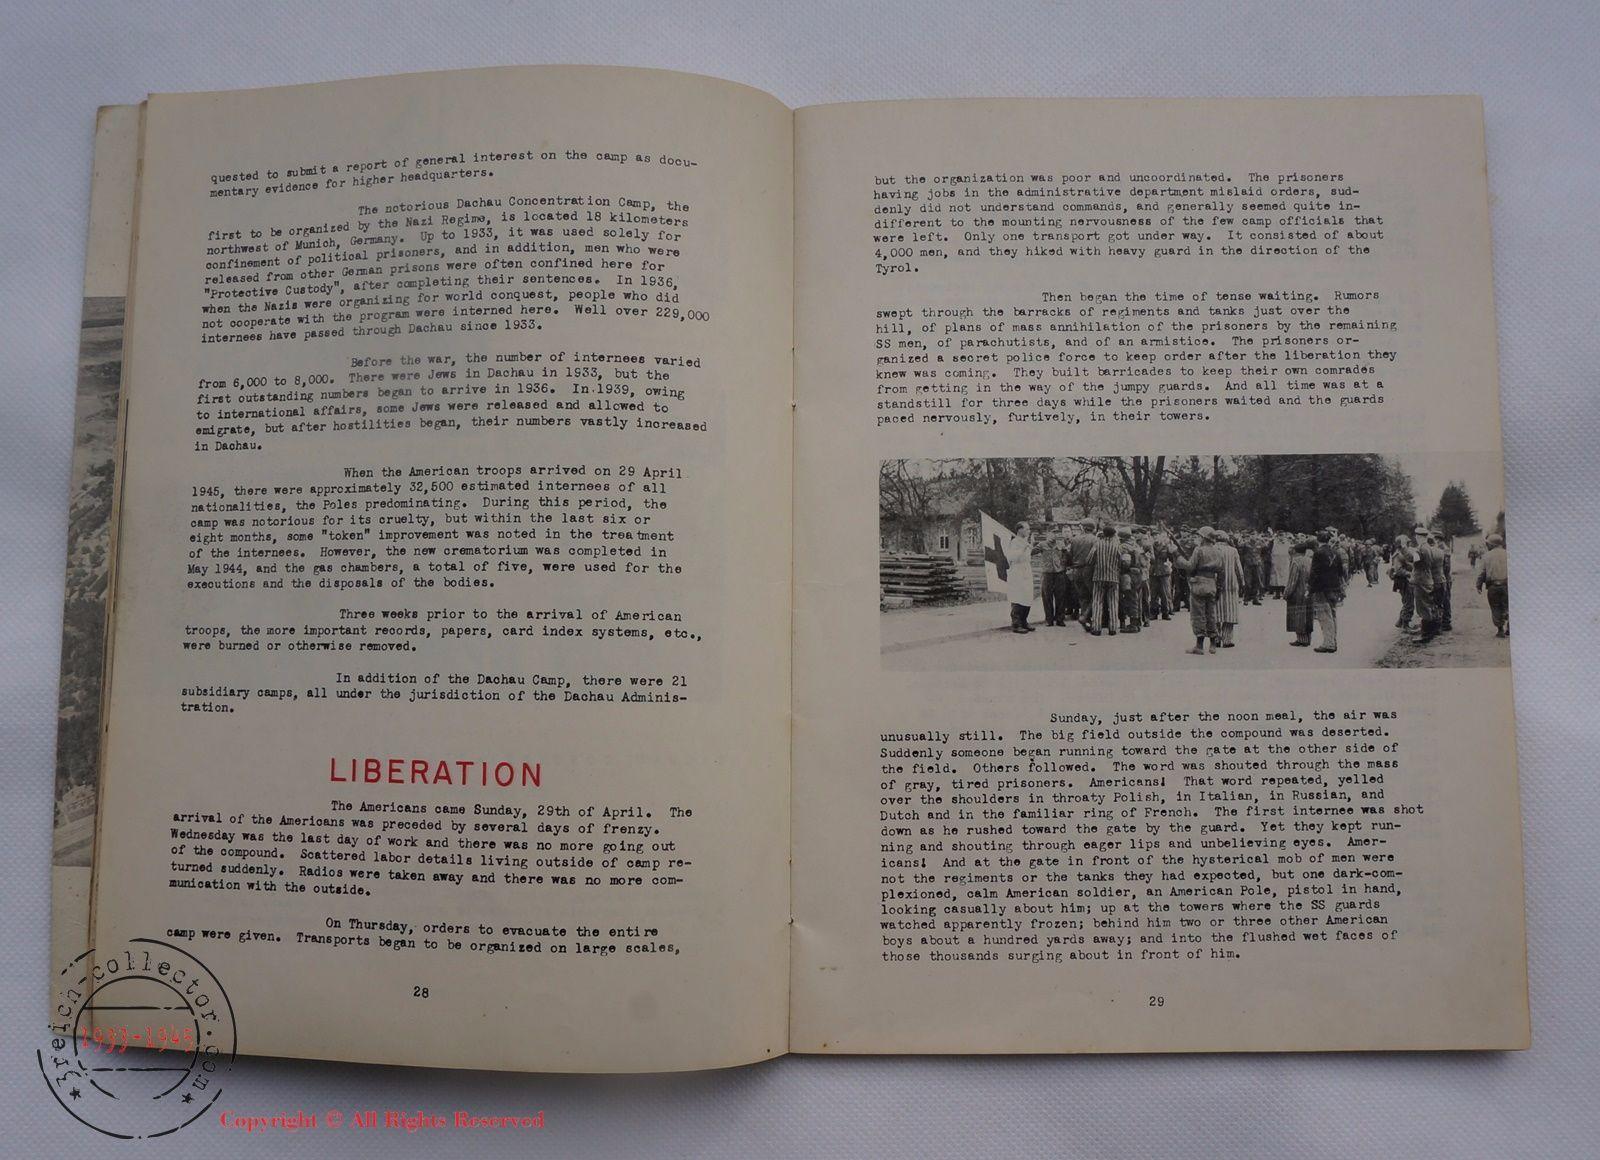 quested to submit a report of general interest on the camp as docu-
mentary evidence for higher headquarters.
The notorious Dachau Concentration Camp, the
first to be organized by the Nazi Regime, is located 18 kilometers
northwest of Munich, Germany. Up to 1933, it was used solely for
confinement of political prisoners, and in addition, men who were
released from other German prisons were often confined here for
"Protective Custody", after completing their sentences. In 1936,
when the Nazis were organizing for world conquest, people who did
not cooperate with the program were interned here. Well over 229,000
internees have passed through Dachau since 1933.
Before the war, the number of internees varied
from 6,000 to 8,000. There were Jews in Dachau in 1933, but the
first outstanding numbers began to arrive in 1936. In 1939, owing
to international affairs, some Jews were released and allowed to
emigrate, but after hostilities began, their numbers vastly increased
in Dachau.
When the American troops arrived on 29 April
1945, there were approximately 32,500 estimated internees of all
nationalities, the Poles predominating. During this period, the
camp was notorious for its cruelty, but within the last six or
eight months, some "token" improvement was noted in the treatment
of the internees. However, the new crematorium was completed in
May 1944, and the gas chambers, a total of five, were used for the
executions and the disposals of the bodies.
Three weeks prior to the arrival of American
troops, the more important records, papers, card index systems, etc.,
were burned or otherwise removed.
In addition of the Dachau Camp, there were 21
subsidiary camps, all under the jurisdiction of the Dachau Adminis-
tration.
LIBERATION
The Americans came Sunday, 29th of April. The
arrival of the Americans was preceded by several days of frenzy.
Wednesday was the last day of work and there was no more going out
of the compound. Scattered labor details living outside of camp re-
turned suddenly. Radios were taken away and there was no more com-
munication with the outside.
On Thursday, orders to evacuate the entire
camp were given. Transports began to be organized on large scales,
28
but the organization was poor and uncoordinated. The prisoners
having jobs in the administrative department mislaid orders, sud-
denly did not understand commands, and generally seemed quite in-
different to the mounting nervousness of the few camp officials that
were left. Only one transport got under way. It consisted of about
4,000 men, and they hiked with heavy guard in the direction of the
Tyrol.
Then began the time of tense waiting. Rumors
swept through the barracks of regiments and tanks just over the
hill, of plans of mass annihilation of the prisoners by the remaining
SS men, of parachutists, and of an armistice. The prisoners or-
ganized a secret police force to keep order after the liberation they
knew was coming. They built barricades to keep their own comrades
from getting in the way of the jumpy guards. And all time was at a
standstill for three days while the prisoners waited and the guards
paced nervously, furtively, in their towers.
Sunday, just after the noon meal, the air was
unusually still. The big field outside the compound was deserted.
Suddenly someone began running toward the gate at the other side of
the field. Others followed. The word was shouted through the mass
of gray, tired prisoners. Americans! That word repeated, yelled
over the shoulders in throaty Polish, in Italian, in Russian, and
Dutch and in the familiar ring of French. The first internee was shot
down as he rushed toward the gate by the guard. Yet they kept run-
ning and shouting through eager lips and unbelieving eyes. Amer-
icans! And at the gate in front of the hysterical mob of men were
not the regiments or the tanks they had expected, but one dark-com-
plexioned, calm American soldier, an American Pole, pistol in hand,
looking casually about him; up at the towers where the SS guards
watched apparently frozen; behind him two or three other American
boys about a hundred yards away; and into the flushed wet faces of
those thousands surging about in front of him.
29
3reich-collector.com
1933-1945
Copyright © All Rights Reserved